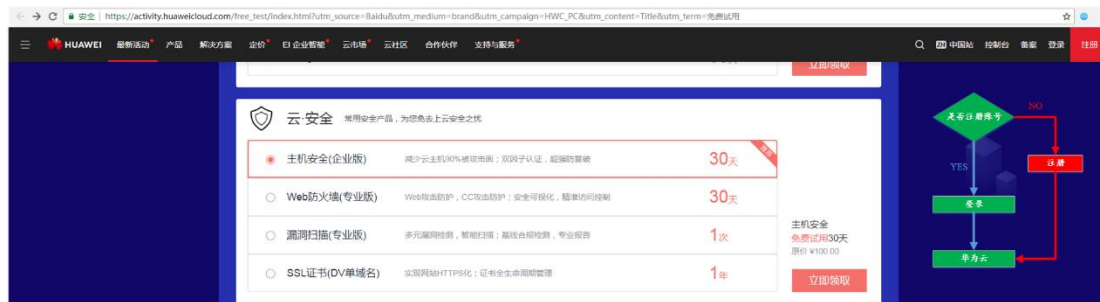 安全 | https://activity.huaweicloud.com/free_test/index.html?utm_source=Baidu&utm_medium=brand&utm_campaign=HWC_PC&utm_content=Title&utm_term=免费试用
HUAWEI 最新活动 产品 解决方案 定价 EI 企业智能 云市场 云社区 合作伙伴 支持与服务 中国站 控制台 备案 登录 注册
立即领取
云·安全 常用安全产品，为您免去上云安全之忧
主机安全(企业版) 减少云主机90%被攻击面；双因子认证，超强防暴破 30天
Web防火墙(专业版) Web攻击防护，CC攻击防护；安全可视化，精准访问控制 30天
漏洞扫描(专业版) 多元漏洞检测，智能扫描；基线合规检测，专业报告 1次
SSL证书(DV单域名) 实现网站HTTPS化；证书全生命周期管理 1年
主机安全
免费试用30天
原价 ¥100.00
立即领取
是否注册账号
NO
YES
注册
登录
华为云